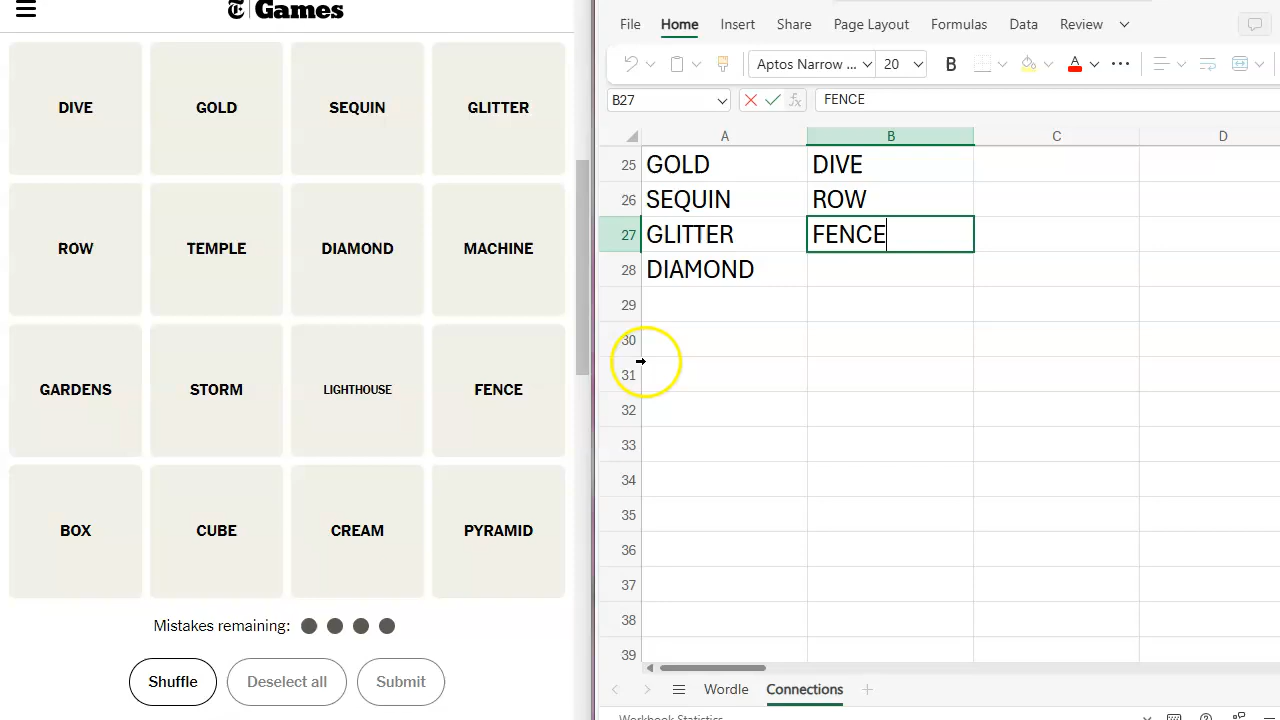 Games
DIVE GOLD SEQUIN GLITTER
ROW TEMPLE DIAMOND MACHINE
GARDENS STORM LIGHTHOUSE FENCE
BOX CUBE CREAM PYRAMID
Mistakes remaining:
Shuffle Deselect all Submit
File Home Insert Share Page Layout Formulas Data Review
Aptos Narrow ... 20 B A
B27 fx FENCE
A B C D
25 GOLD DIVE
26 SEQUIN ROW
27 GLITTER FENCE
28 DIAMOND
29
30
31
32
33
34
35
36
37
38
39
Wordle Connections
Workbook Statistics